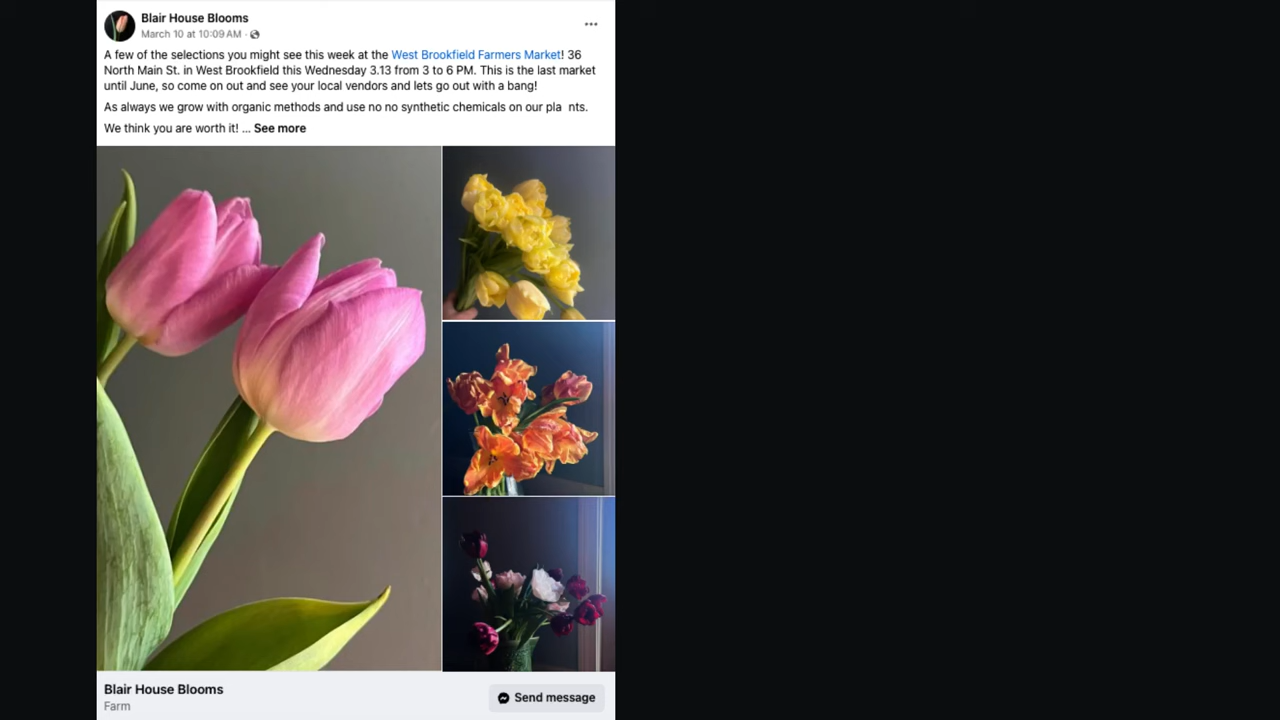 Blair House Blooms
March 10 at 10:09 AM ·
A few of the selections you might see this week at the West Brookfield Farmers Market! 36
North Main St. in West Brookfield this Wednesday 3.13 from 3 to 6 PM. This is the last market
until June, so come on out and see your local vendors and lets go out with a bang!
As always we grow with organic methods and use no no synthetic chemicals on our pla nts.
We think you are worth it! ... See more
Blair House Blooms
Farm
Send message